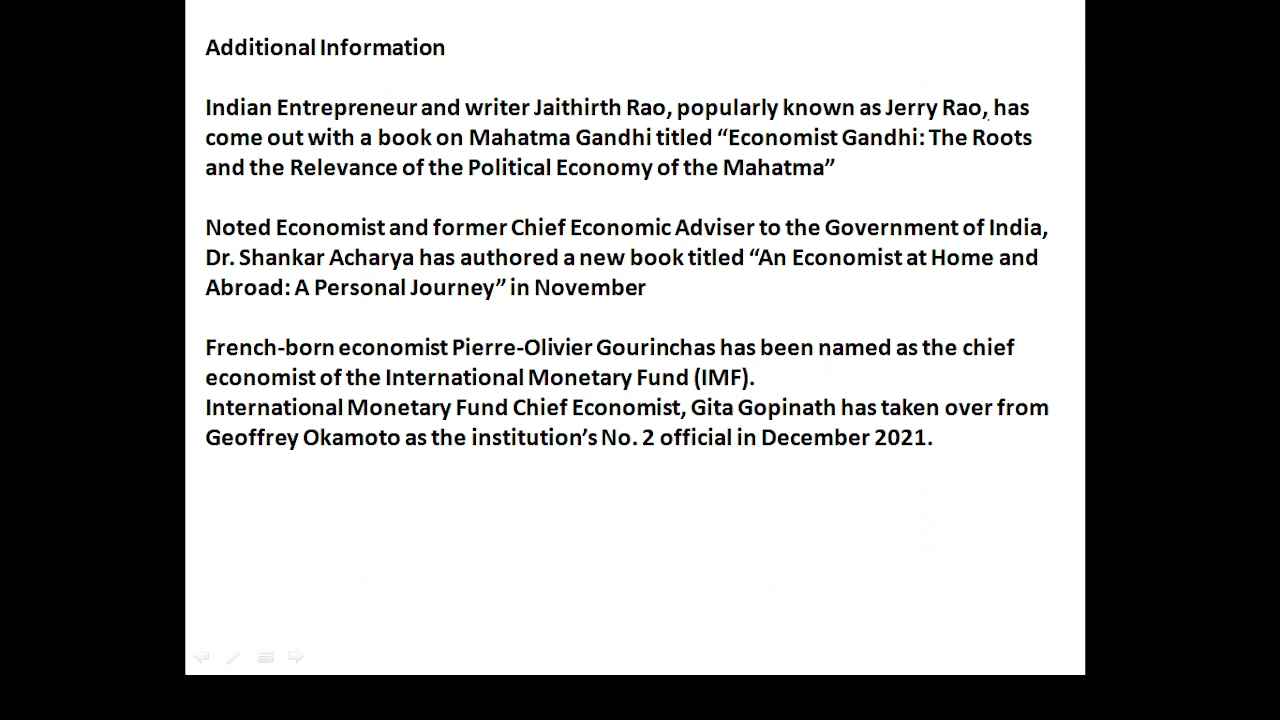 Additional Information
Indian Entrepreneur and writer Jaithirth Rao, popularly known as Jerry Rao, has
come out with a book on Mahatma Gandhi titled “Economist Gandhi: The Roots
and the Relevance of the Political Economy of the Mahatma”
Noted Economist and former Chief Economic Adviser to the Government of India,
Dr. Shankar Acharya has authored a new book titled “An Economist at Home and
Abroad: A Personal Journey” in November
French-born economist Pierre-Olivier Gourinchas has been named as the chief
economist of the International Monetary Fund (IMF).
International Monetary Fund Chief Economist, Gita Gopinath has taken over from
Geoffrey Okamoto as the institution’s No. 2 official in December 2021.